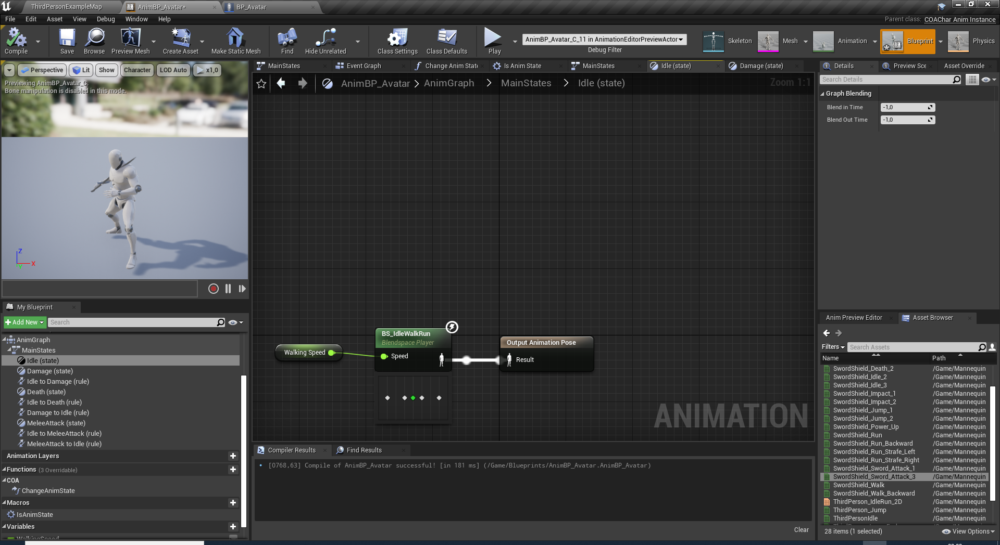 ThirdPersonExampleMap
AnimBP_Avatar*
BP_Avatar
File Edit Asset View Debug Window Help
Parent class: COAChar Anim Instance
Compile
Save
Browse
Preview Mesh
Create Asset
Make Static Mesh
Find
Hide Unrelated
Class Settings
Class Defaults
Play
AnimBP_Avatar_C_11 in AnimationEditorPreviewActor
Debug Filter
Skeleton
Mesh
Animation
Blueprint
Physics
Perspective
Lit
Show
Character
LOD Auto
x1,0
Previewing AnimBP_Avatar_C.
Bone manipulation is disabled in this mode.
Z
X
Y
MainStates
Event Graph
Change Anim Stat
Is Anim State
MainStates
Idle (state)
Damage (state)
AnimBP_Avatar > AnimGraph > MainStates > Idle (state)
Zoom 1:1
Walking Speed
BS_IdleWalkRun
Blendspace Player
Speed
Output Animation Pose
Result
ANIMATION
Details
Preview Sce
Asset Override
Search Details
Graph Blending
Blend in Time -1,0
Blend Out Time -1,0
My Blueprint
Add New
Search
AnimGraph
MainStates
Idle (state)
Damage (state)
Idle to Damage (rule)
Death (state)
Idle to Death (rule)
Damage to Idle (rule)
MeleeAttack (state)
Idle to MeleeAttack (rule)
MeleeAttack to Idle (rule)
Animation Layers
Functions (3 Overridable)
COA
ChangeAnimState
Macros
IsAnimState
Variables
WalkingSpeed
Compiler Results
Find Results
[0768,63] Compile of AnimBP_Avatar successful! [in 181 ms] (/Game/Blueprints/AnimBP_Avatar.AnimBP_Avatar)
Clear
Anim Preview Editor
Asset Browser
Filters
Search Assets
Name Path
SwordShield_Death_2 /Game/Mannequin
SwordShield_Idle_2 /Game/Mannequin
SwordShield_Idle_3 /Game/Mannequin
SwordShield_Impact_1 /Game/Mannequin
SwordShield_Impact_2 /Game/Mannequin
SwordShield_Jump_1 /Game/Mannequin
SwordShield_Jump_2 /Game/Mannequin
SwordShield_Power_Up /Game/Mannequin
SwordShield_Run /Game/Mannequin
SwordShield_Run_Backward /Game/Mannequin
SwordShield_Run_Strafe_Left /Game/Mannequin
SwordShield_Run_Strafe_Right /Game/Mannequin
SwordShield_Sword_Attack_1 /Game/Mannequin
SwordShield_Sword_Attack_3 /Game/Mannequin
SwordShield_Walk /Game/Mannequin
SwordShield_Walk_Backward /Game/Mannequin
ThirdPerson_IdleRun_2D /Game/Mannequin
ThirdPerson_Jump /Game/Mannequin
ThirdPersonIdle /Game/Mannequin
28 items (1 selected)
View Options